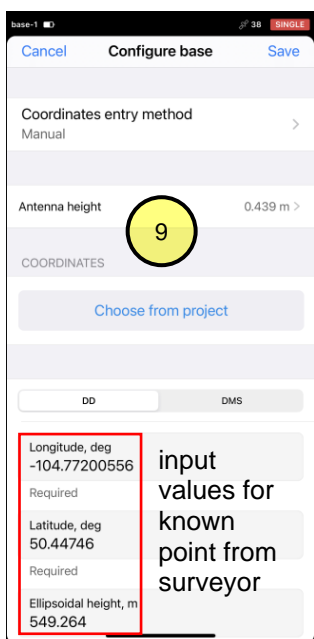 base-1 38 SINGLE
Cancel Configure base Save
Coordinates entry method
Manual
Antenna height 0.439 m
9
COORDINATES
Choose from project
DD DMS
Longitude, deg
-104.77200556
Required
Latitude, deg
50.44746
Required
Ellipsoidal height, m
549.264
input
values for
known
point from
surveyor